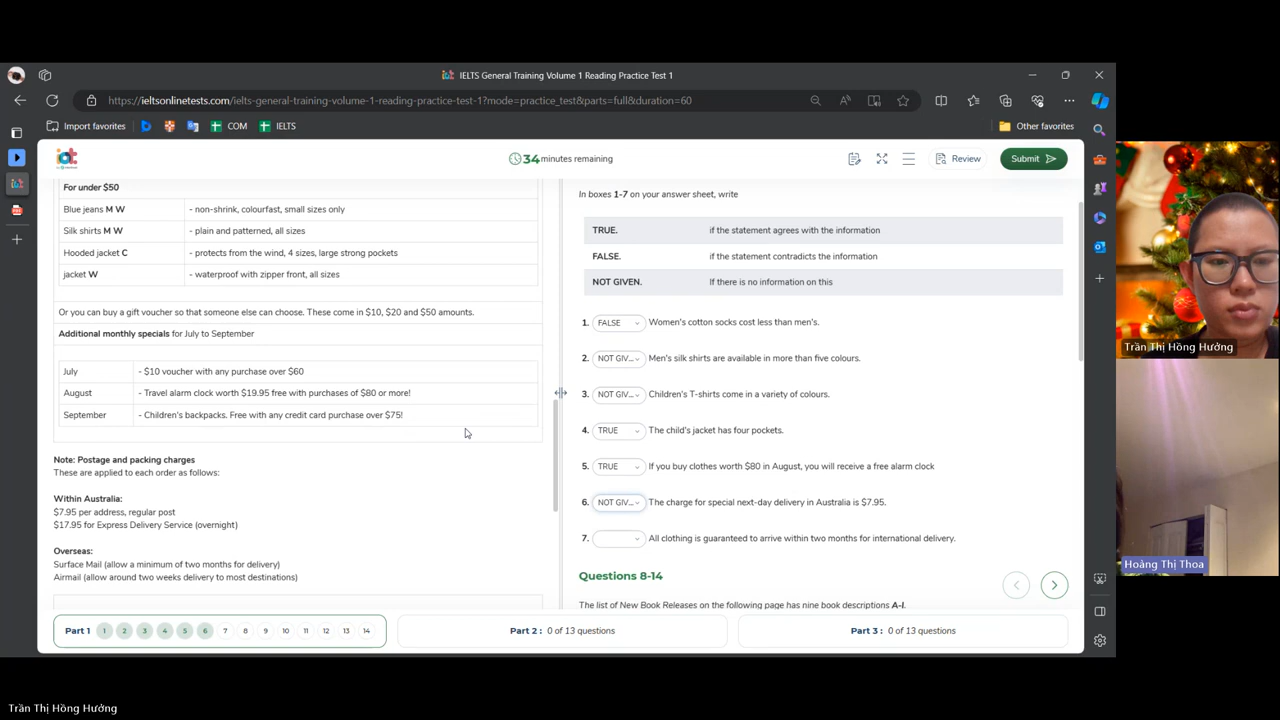 IELTS General Training Volume 1 Reading Practice Test 1
https://ieltsonlinetests.com/ielts-general-training-volume-1-reading-practice-test-1?mode=practice_test&parts=full&duration=60
Import favorites
COM
IELTS
Other favorites
iot
34 minutes remaining
Review
Submit
For under $50
Blue jeans M W - non-shrink, colourfast, small sizes only
Silk shirts M W - plain and patterned, all sizes
Hooded jacket C - protects from the wind, 4 sizes, large strong pockets
jacket W - waterproof with zipper front, all sizes
Or you can buy a gift voucher so that someone else can choose. These come in $10, $20 and $50 amounts.
Additional monthly specials for July to September
July - $10 voucher with any purchase over $60
August - Travel alarm clock worth $19.95 free with purchases of $80 or more!
September - Children's backpacks. Free with any credit card purchase over $75!
Note: Postage and packing charges
These are applied to each order as follows:
Within Australia:
$7.95 per address, regular post
$17.95 for Express Delivery Service (overnight)
Overseas:
Surface Mail (allow a minimum of two months for delivery)
Airmail (allow around two weeks delivery to most destinations)
In boxes 1-7 on your answer sheet, write
TRUE. if the statement agrees with the information
FALSE. if the statement contradicts the information
NOT GIVEN. If there is no information on this
1. FALSE Women's cotton socks cost less than men's.
2. NOT GIV... Men's silk shirts are available in more than five colours.
3. NOT GIV... Children's T-shirts come in a variety of colours.
4. TRUE The child's jacket has four pockets.
5. TRUE If you buy clothes worth $80 in August, you will receive a free alarm clock
6. NOT GIV... The charge for special next-day delivery in Australia is $7.95.
7. All clothing is guaranteed to arrive within two months for international delivery.
Questions 8-14
The list of New Book Releases on the following page has nine book descriptions A-I.
Part 1 1 2 3 4 5 6 7 8 9 10 11 12 13 14
Part 2 : 0 of 13 questions
Part 3 : 0 of 13 questions
Trần Thị Hồng Hưởng
Hoàng Thị Thoa
Trần Thị Hồng Hưởng